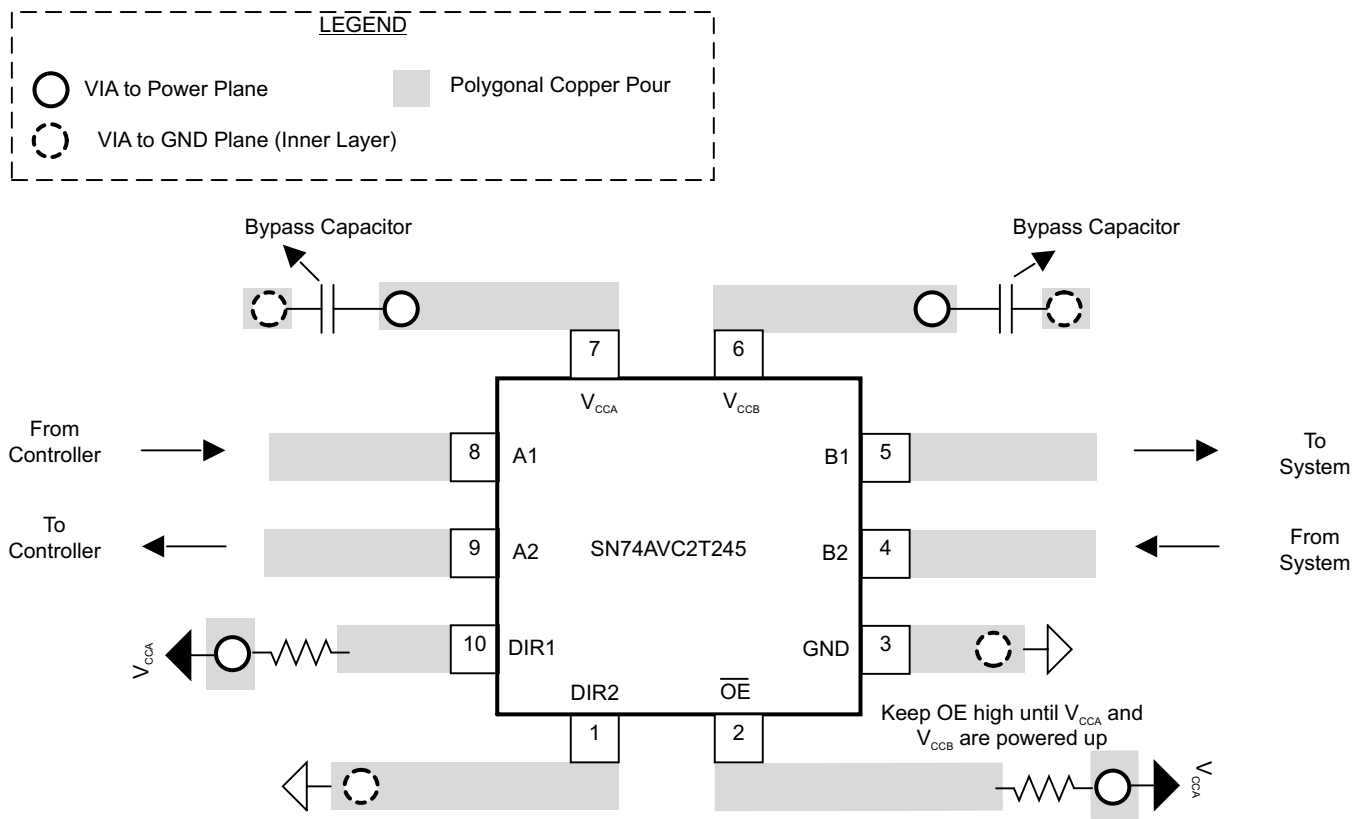 LEGEND
VIA to Power Plane
Polygonal Copper Pour
VIA to GND Plane (Inner Layer)
Bypass Capacitor
Bypass Capacitor
7
6
VCCA
VCCB
From
Controller
8
A1
B1
5
To
System
To
Controller
9
A2
SN74AVC2T245
B2
4
From
System
VCCA
10
DIR1
GND
3
DIR2
OE
1
2
Keep OE high until VCCA and
VCCB are powered up
VCCA